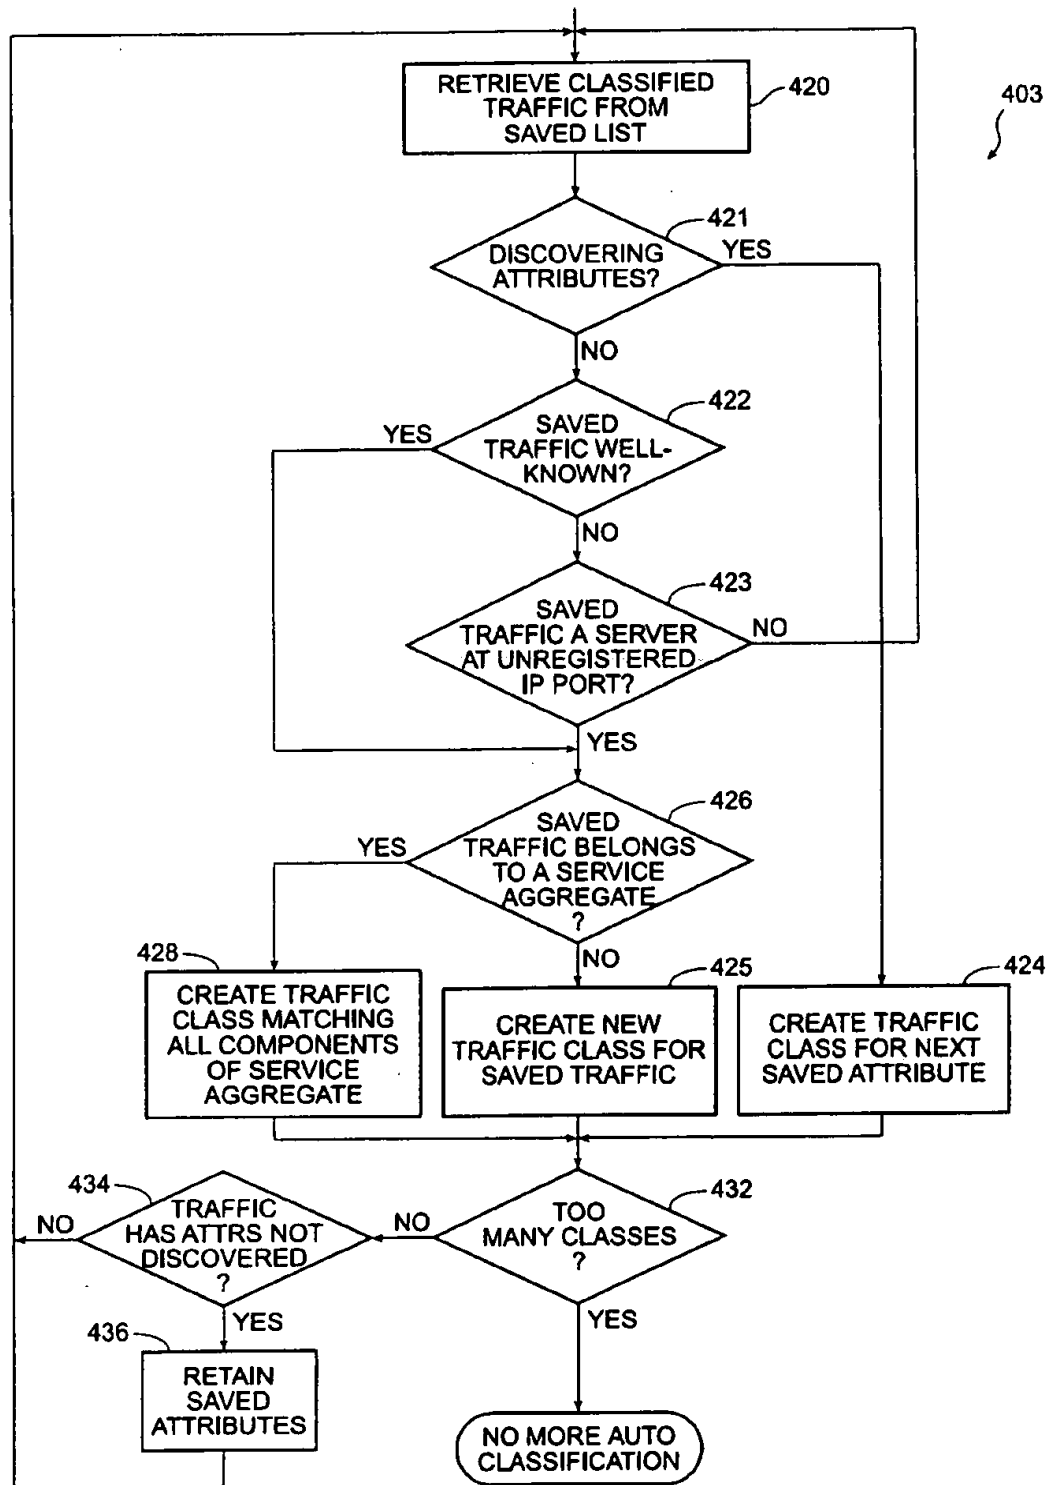 RETRIEVE CLASSIFIED
TRAFFIC FROM
SAVED LIST
420
403
421
DISCOVERING
ATTRIBUTES?
YES
NO
422
SAVED
TRAFFIC WELL-
KNOWN?
YES
NO
423
SAVED
TRAFFIC A SERVER
AT UNREGISTERED
IP PORT?
NO
YES
426
SAVED
TRAFFIC BELONGS
TO A SERVICE
AGGREGATE
?
YES
NO
428
CREATE TRAFFIC
CLASS MATCHING
ALL COMPONENTS
OF SERVICE
AGGREGATE
425
CREATE NEW
TRAFFIC CLASS FOR
SAVED TRAFFIC
424
CREATE TRAFFIC
CLASS FOR NEXT
SAVED ATTRIBUTE
434
TRAFFIC
HAS ATTRS NOT
DISCOVERED
?
NO
YES
432
TOO
MANY CLASSES
?
NO
YES
436
RETAIN
SAVED
ATTRIBUTES
NO MORE AUTO
CLASSIFICATION